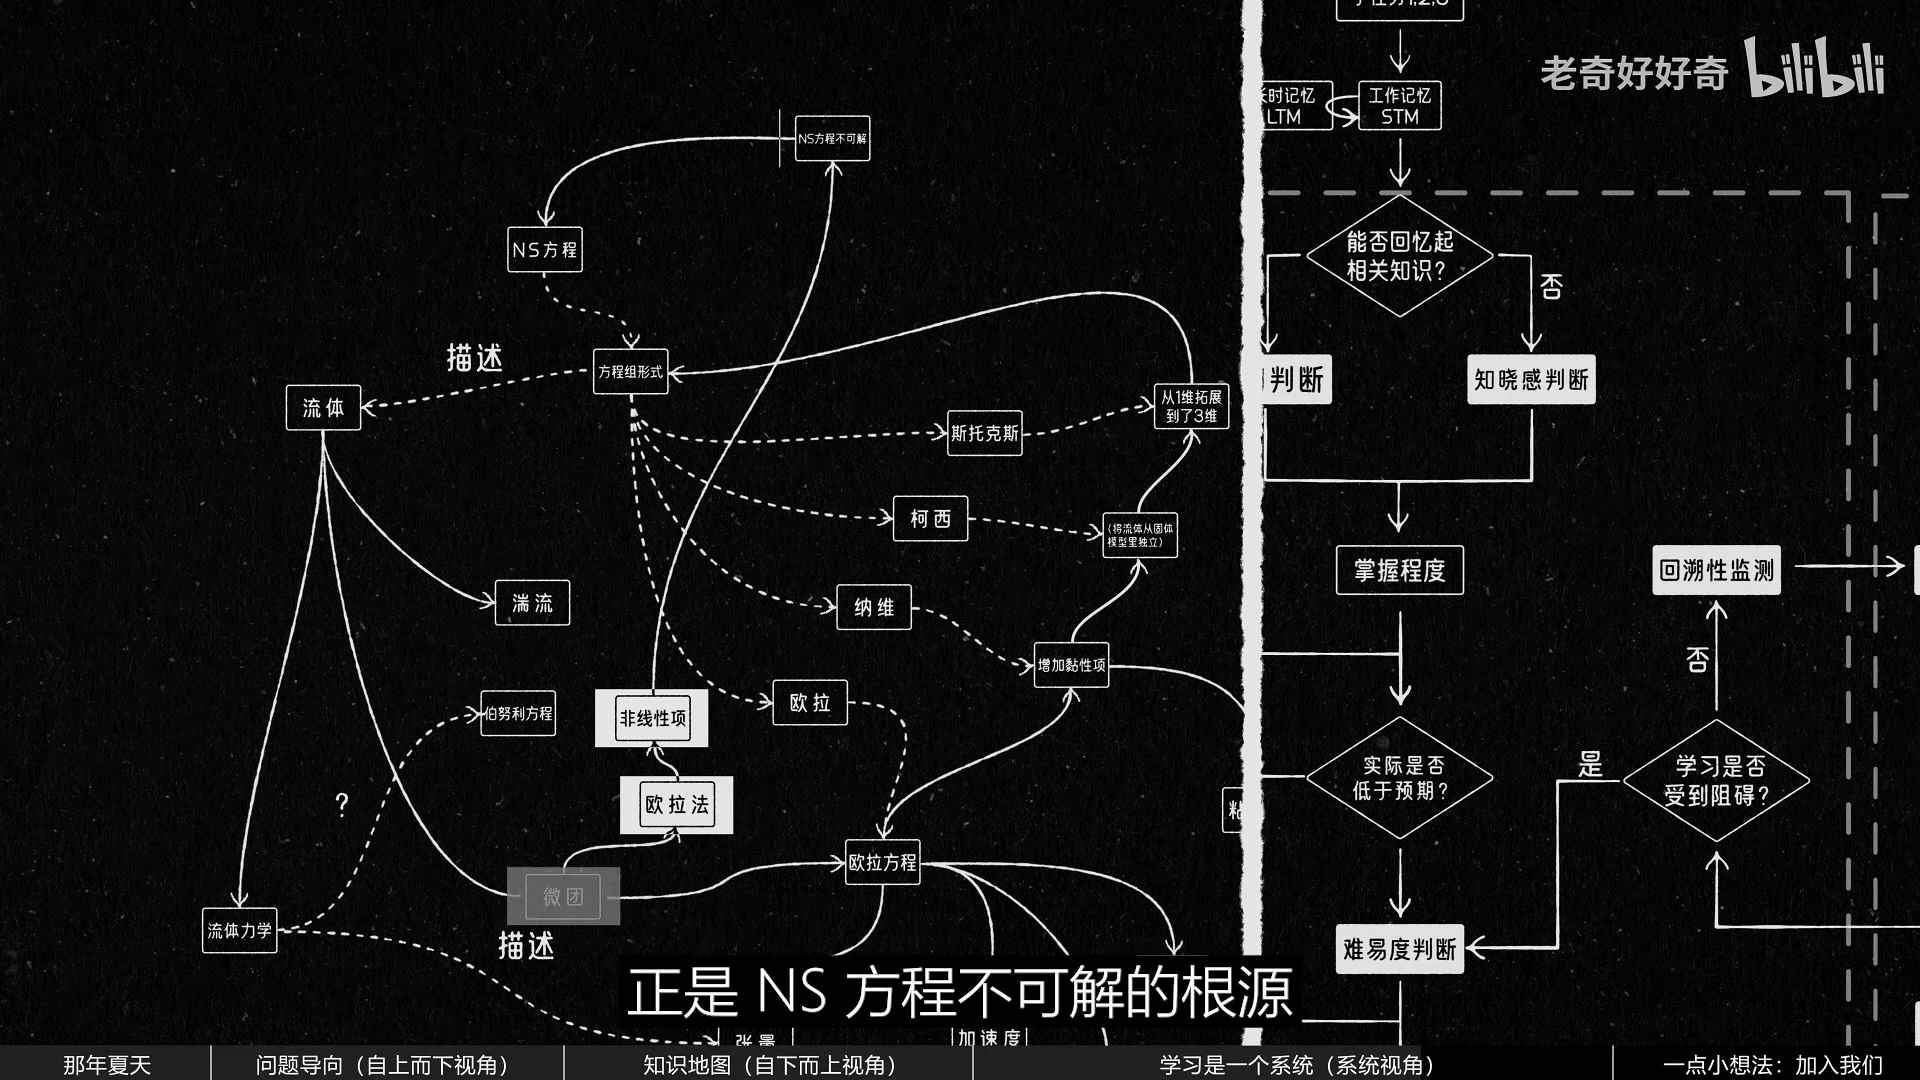 老奇好好奇 bilibili
时记忆
LTM
工作记忆
STM
NS方程不可解
NS方程
能否回忆起
相关知识?
否
描述
方程组形式
流体
判断
知晓感判断
从1维拓展
到了3维
斯托克斯
柯西
(将流体从固体
模型里独立)
掌握程度
回溯性监测
湍流
纳维
增加黏性项
否
伯努利方程
非线性项
欧拉
?
欧拉法
实际是否
低于预期?
是
学习是否
受到阻碍?
欧拉方程
微团
流体力学
描述
难易度判断
正是 NS 方程不可解的根源
加速度
那年夏天
问题导向(自上而下视角)
知识地图(自下而上视角)
学习是一个系统(系统视角)
一点小想法:加入我们